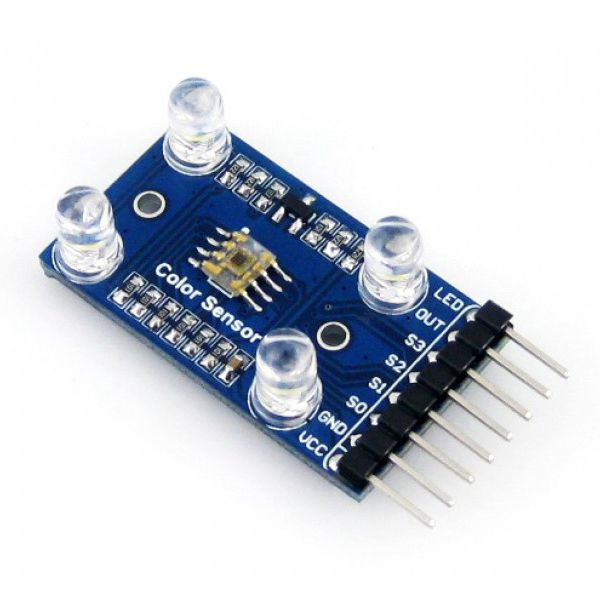 Color Sensor
LED
OUT
S3
S2
S1
S0
GND
VCC